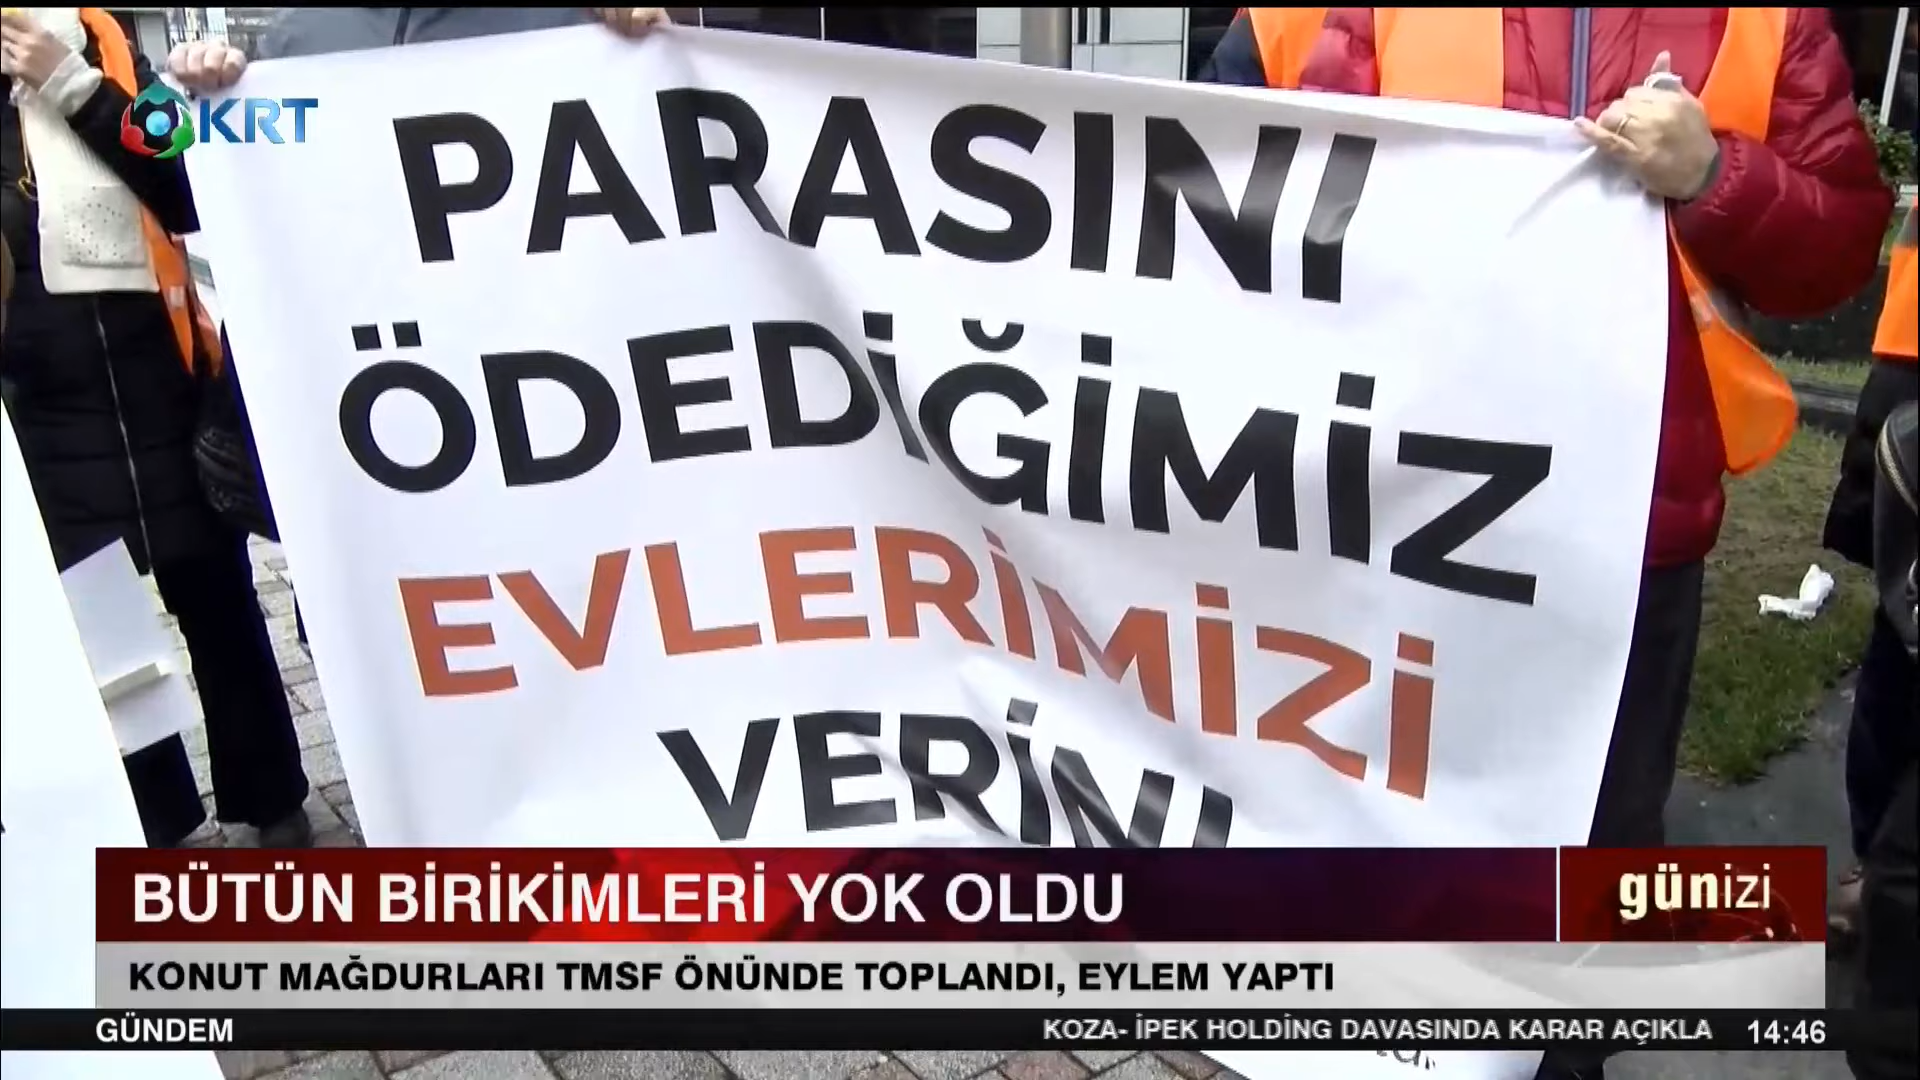 KRT
PARASINI
ÖDEDİĞİMİZ
EVLERİMİZİ
VERİN!
BÜTÜN BİRİKİMLERİ YOK OLDU
günizi
KONUT MAĞDURLARI TMSF ÖNÜNDE TOPLANDI, EYLEM YAPTI
GÜNDEM
KOZA- İPEK HOLDİNG DAVASINDA KARAR AÇIKLA
14:46